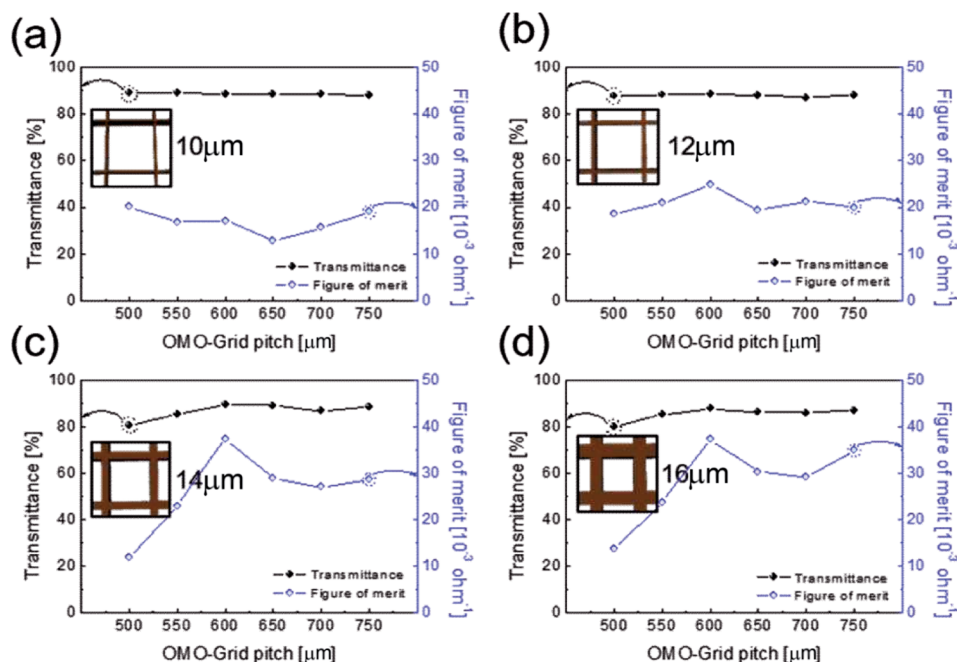 (a)
100
80
60
40
20
0
Transmittance [%]
10μm
Transmittance
Figure of merit
50
40
30
20
10
0
Figure of merit [10⁻³ ohm⁻¹]
500 550 600 650 700 750
OMO-Grid pitch [μm]
(b)
100
80
60
40
20
0
Transmittance [%]
12μm
Transmittance
Figure of merit
50
40
30
20
10
0
Figure of merit [10⁻³ ohm⁻¹]
500 550 600 650 700 750
OMO-Grid pitch [μm]
(c)
100
80
60
40
20
0
Transmittance [%]
14μm
Transmittance
Figure of merit
50
40
30
20
10
0
Figure of merit [10⁻³ ohm⁻¹]
500 550 600 650 700 750
OMO-Grid pitch [μm]
(d)
100
80
60
40
20
0
Transmittance [%]
16μm
Transmittance
Figure of merit
50
40
30
20
10
0
Figure of merit [10⁻³ ohm⁻¹]
500 550 600 650 700 750
OMO-Grid pitch [μm]